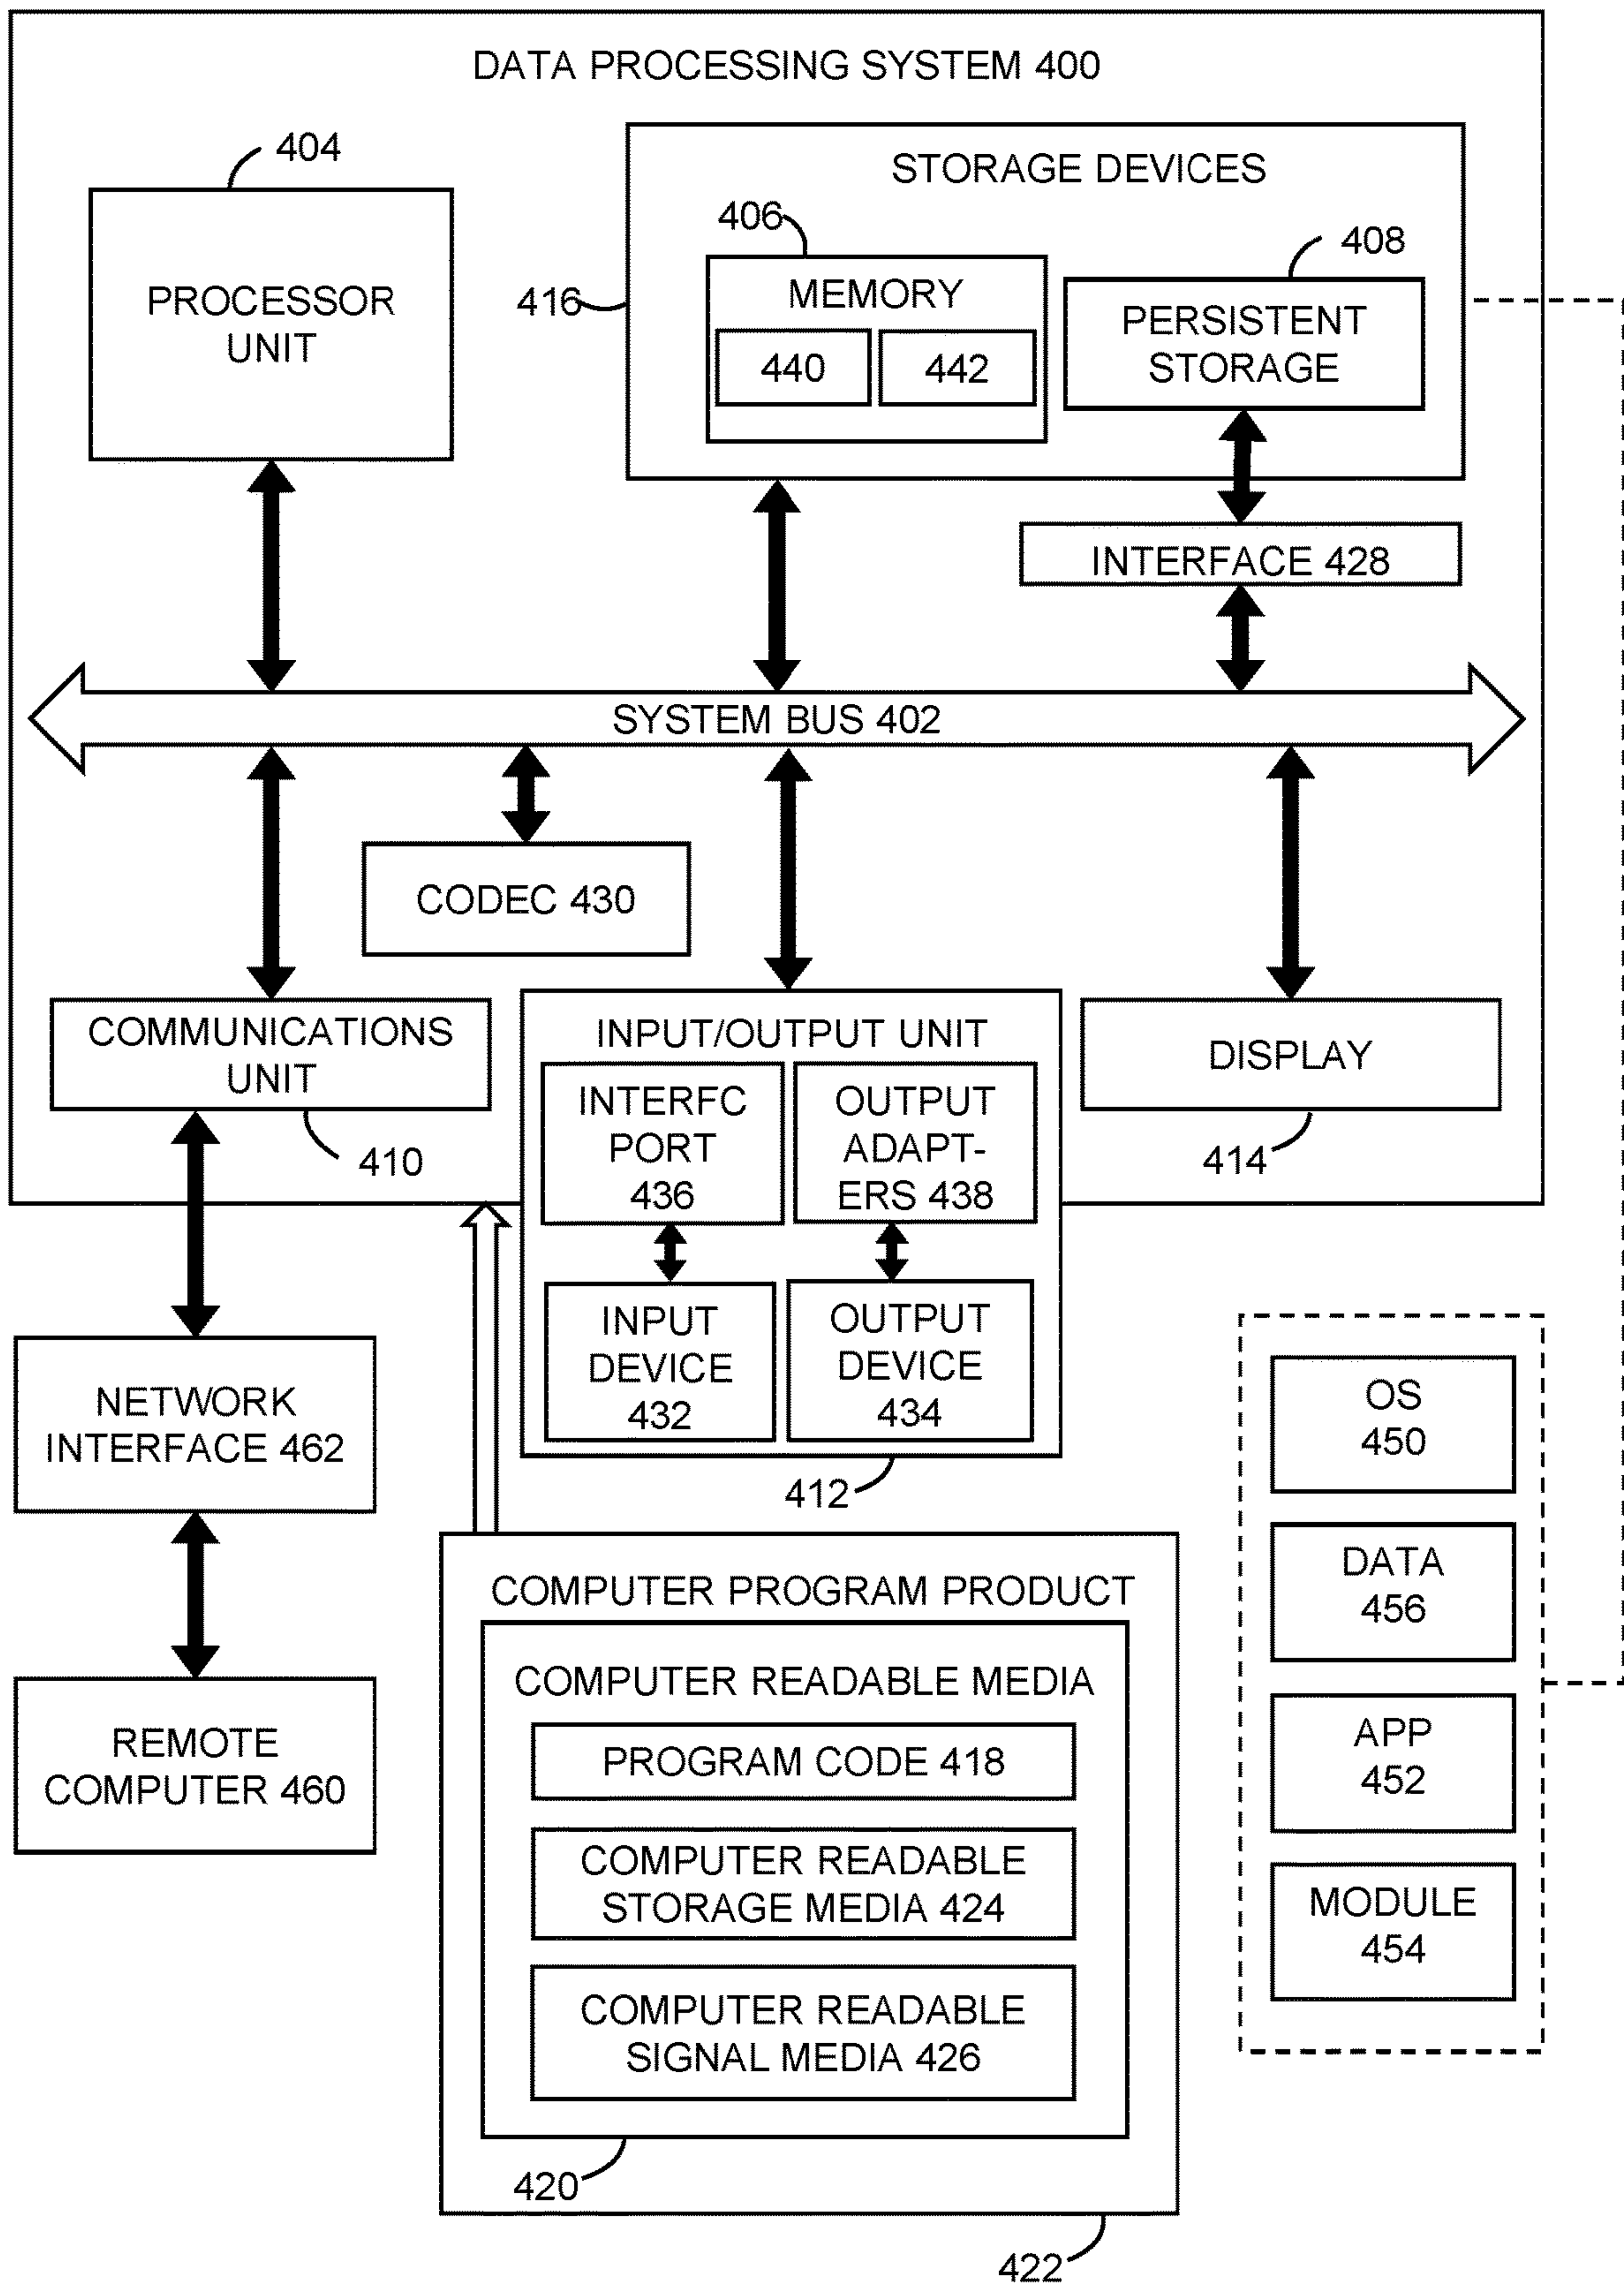 DATA PROCESSING SYSTEM 400
404
PROCESSOR
UNIT
STORAGE DEVICES
406
408
416
MEMORY
440
442
PERSISTENT
STORAGE
INTERFACE 428
SYSTEM BUS 402
CODEC 430
COMMUNICATIONS
UNIT
410
INPUT/OUTPUT UNIT
INTERFC
PORT
436
OUTPUT
ADAPT-
ERS 438
INPUT
DEVICE
432
OUTPUT
DEVICE
434
412
DISPLAY
414
NETWORK
INTERFACE 462
REMOTE
COMPUTER 460
COMPUTER PROGRAM PRODUCT
COMPUTER READABLE MEDIA
PROGRAM CODE 418
COMPUTER READABLE
STORAGE MEDIA 424
COMPUTER READABLE
SIGNAL MEDIA 426
420
422
OS
450
DATA
456
APP
452
MODULE
454